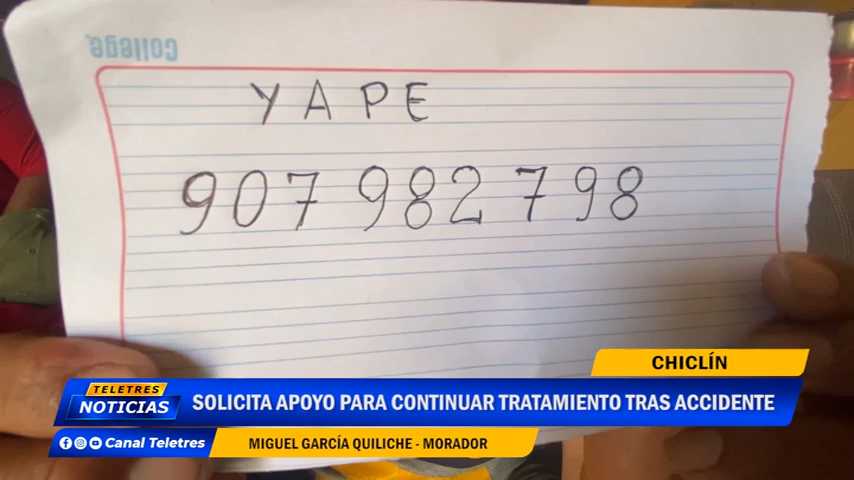 College
YAPE
907 982 798
CHICLÍN
TELETRES
NOTICIAS
SOLICITA APOYO PARA CONTINUAR TRATAMIENTO TRAS ACCIDENTE
Canal Teletres
MIGUEL GARCÍA QUILICHE - MORADOR